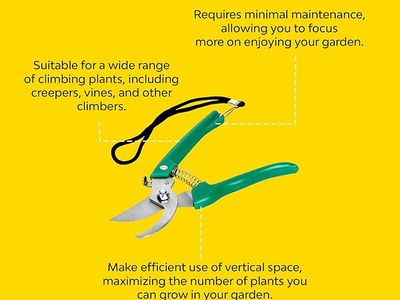 Requires minimal maintenance,
allowing you to focus
more on enjoying your garden.
Suitable for a wide range
of climbing plants, including
creepers, vines, and other
climbers.
Make efficient use of vertical space,
maximizing the number of plants you
can grow in your garden.